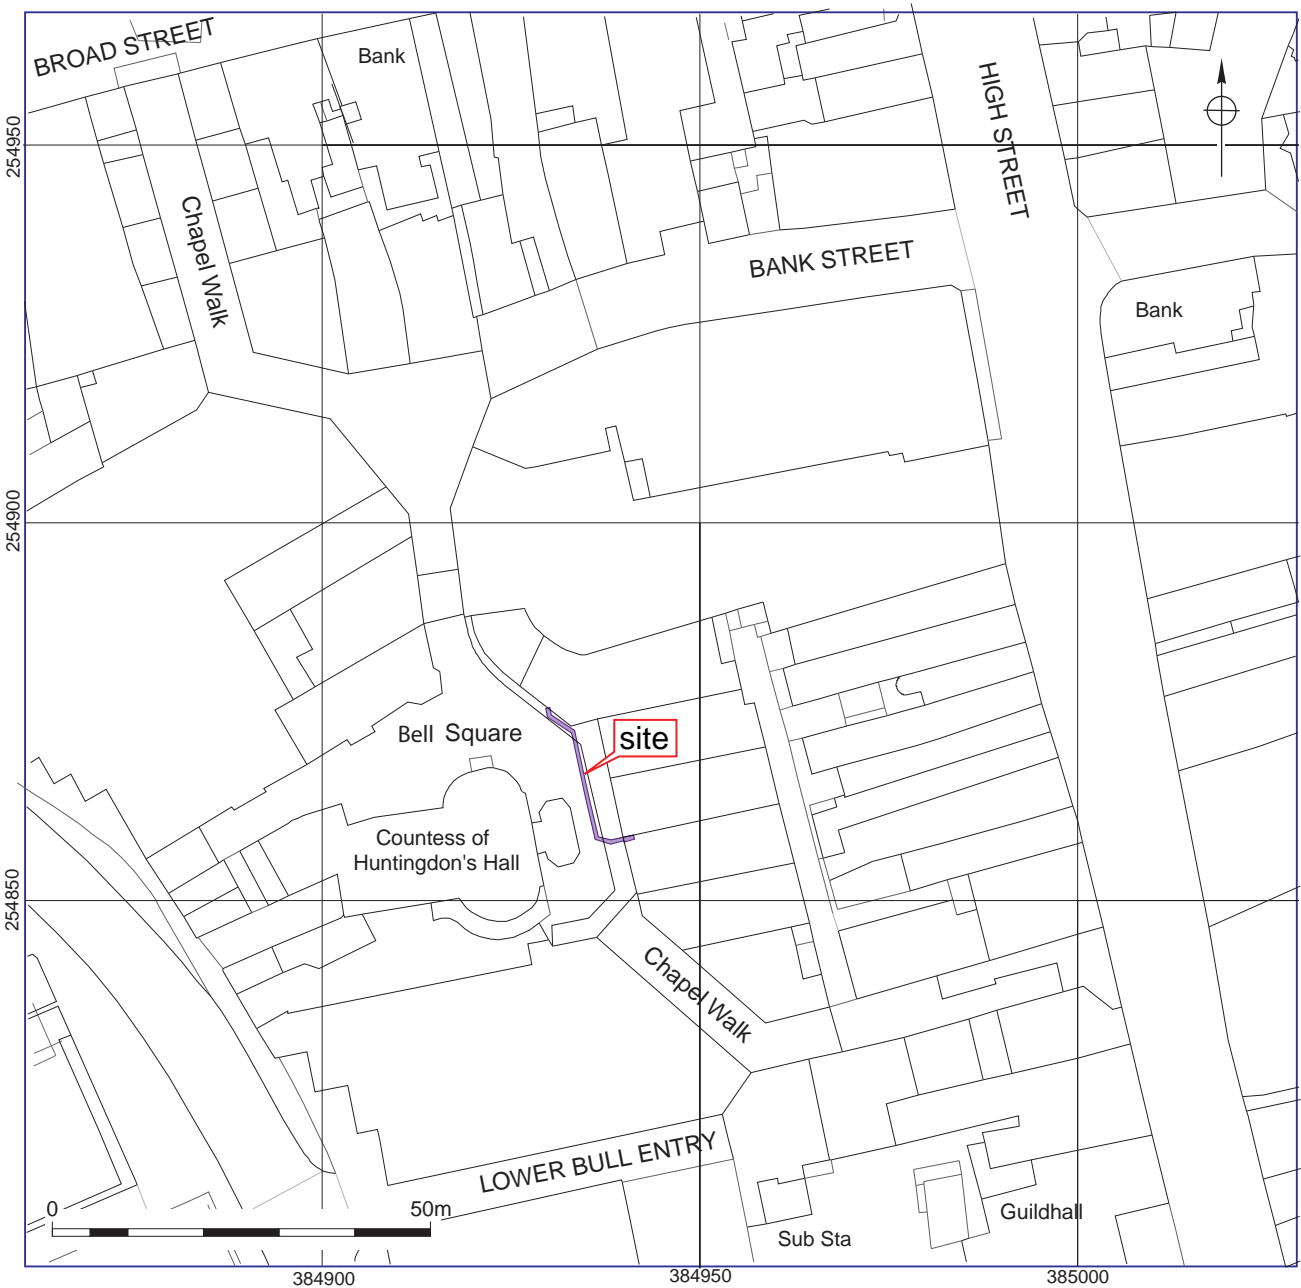 BROAD STREET
Bank
HIGH STREET
254950
Chapel Walk
BANK STREET
Bank
254900
Bell Square
site
Countess of
Huntingdon's Hall
254850
Chapel Walk
LOWER BULL ENTRY
0
50m
Guildhall
Sub Sta
384900
384950
385000